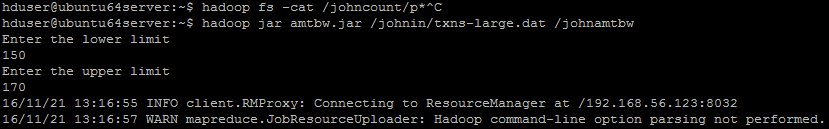 hduser@ubuntu64server:~$ hadoop fs -cat /johncount/p*^C
hduser@ubuntu64server:~$ hadoop jar amtbw.jar /johnin/txns-large.dat /johnamtbw
Enter the lower limit
150
Enter the upper limit
170
16/11/21 13:16:55 INFO client.RMProxy: Connecting to ResourceManager at /192.168.56.123:8032
16/11/21 13:16:57 WARN mapreduce.JobResourceUploader: Hadoop command-line option parsing not performed.